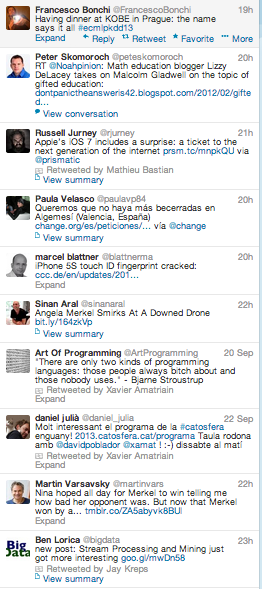 Francesco Bonchi @FrancescoBonchi 19h
Having dinner at KOBE in Prague: the name
says it all #ecmlpkdd13
Expand Reply Retweet Favorite More
Peter Skomoroch @peteskomoroch 20h
RT @Noahpinion: Math education blogger Lizzy
DeLacey takes on Malcolm Gladwell on the topic of
gifted education:
dontpanictheansweris42.blogspot.com/2012/02/gifte
d…
View conversation
Russell Jurney @rjurney 21h
Apple's iOS 7 includes a surprise: a ticket to the
next generation of the internet prsm.tc/mnpkQU via
@prismatic
Retweeted by Mathieu Bastian
View summary
Paula Velasco @paulavp84 20h
Queremos que no haya más becerradas en
Algemesí (Valencia, España)
change.org/es/peticiones/… vía @change
View summary
marcel blattner @blattnerma 20h
iPhone 5S touch ID fingerprint cracked:
ccc.de/en/updates/201…
Expand
Sinan Aral @sinanaral 22h
Angela Merkel Smirks At A Downed Drone
bit.ly/164zkVp
View summary
Art Of Programming @ArtProgramming 20 Sep
"There are only two kinds of programming
languages: those people always bitch about and
those nobody uses." - Bjarne Stroustrup
Retweeted by Xavier Amatriain
Expand
daniel julià @daniel_julia 22 Sep
Molt interessant el programa de la #catosfera
enguany! 2013.catosfera.cat/programa Taula rodona
amb @davidpoblador @xamat ! :-) dissabte al matí
Retweeted by Xavier Amatriain
Expand
Martin Varsavsky @martinvars 22h
Nina hoped all day for Merkel to win telling me
how bad her opponent was. But now that Merkel
won by a… tmblr.co/ZA5abyvk8BUl
Expand
Big
Data
Ben Lorica @bigdata 23h
new post: Stream Processing and Mining just
got more interesting goo.gl/mwDn58
Retweeted by Jay Kreps
View summary